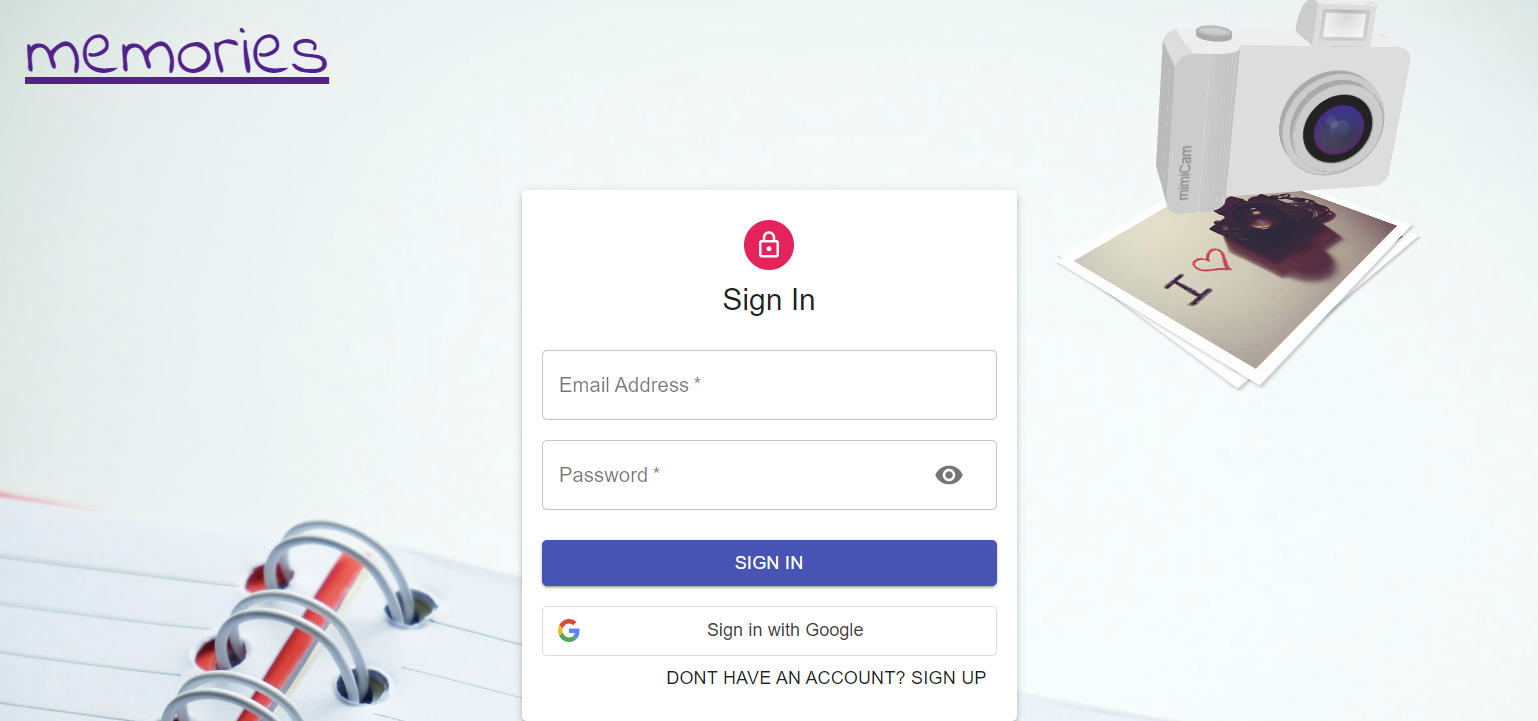 memories
mimiCam
I
Sign In
Email Address *
Password *
SIGN IN
Sign in with Google
DONT HAVE AN ACCOUNT? SIGN UP